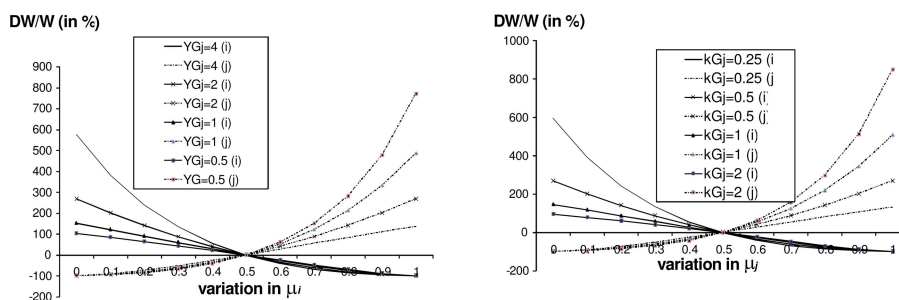 DW/W (in %)
YGj=4 (i)
YGj=4 (j)
YGj=2 (i)
YGj=2 (j)
YGj=1 (i)
YGj=1 (j)
YGj=0.5 (i)
YG=0.5 (j)
900
800
700
600
500
400
300
200
100
0
-100
-200
-300
0 0.1 0.2 0.3 0.4 0.5 0.6 0.7 0.8 0.9 1
variation in μi
DW/W (in %)
kGj=0.25 (i
kGj=0.25 (j
kGj=0.5 (i)
kGj=0.5 (j)
kGj=1 (i)
kGj=1 (j)
kGj=2 (i)
kGj=2 (j)
1000
800
600
400
200
0
-200
0 0.1 0.2 0.3 0.4 0.5 0.6 0.7 0.8 0.9 1
variation in μj